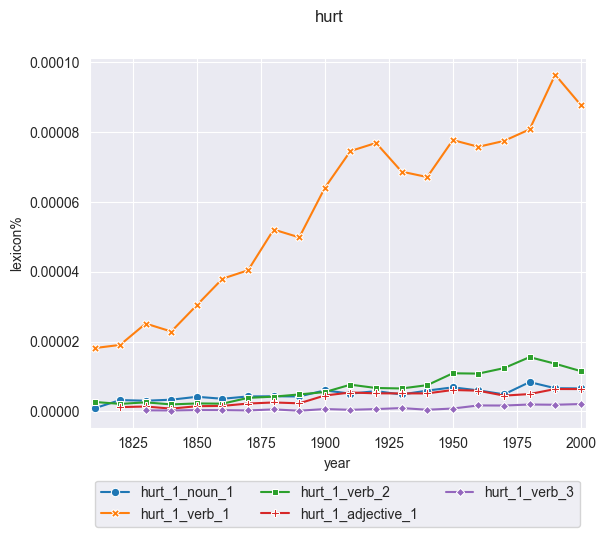 hurt
0.00010
0.00008
0.00006
0.00004
0.00002
0.00000
lexicon%
1825 1850 1875 1900 1925 1950 1975 2000
year
hurt_1_noun_1 hurt_1_verb_2 hurt_1_verb_3
hurt_1_verb_1 hurt_1_adjective_1